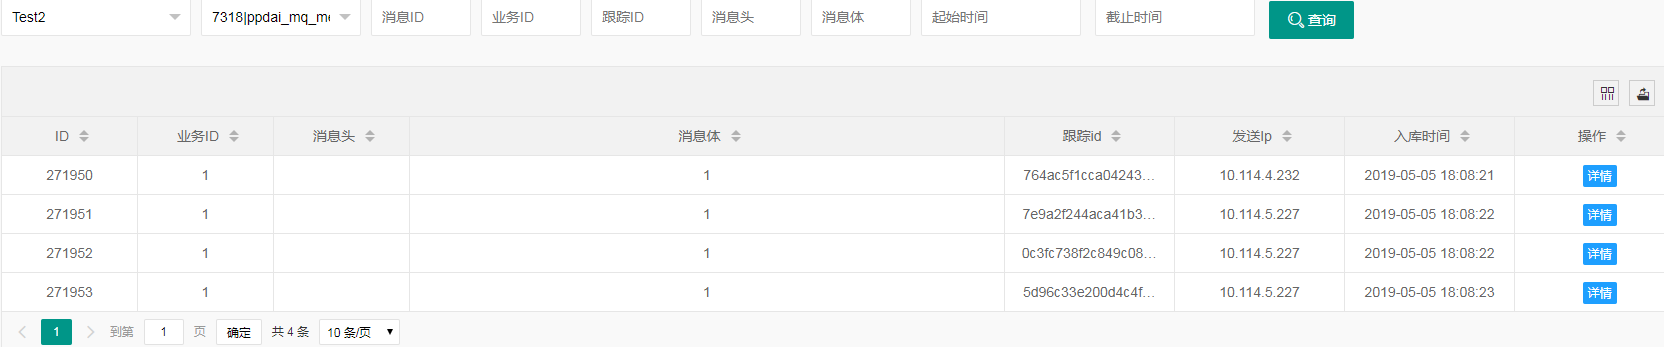 Test2 7318|ppdai_mq_me 消息ID 业务ID 跟踪ID 消息头 消息体 起始时间 截止时间 查询
ID 业务ID 消息头 消息体 跟踪id 发送Ip 入库时间 操作
271950 1 1 764ac5f1cca04243... 10.114.4.232 2019-05-05 18:08:21 详情
271951 1 1 7e9a2f244aca41b3... 10.114.5.227 2019-05-05 18:08:22 详情
271952 1 1 0c3fc738f2c849c08... 10.114.5.227 2019-05-05 18:08:22 详情
271953 1 1 5d96c33e200d4c4f... 10.114.5.227 2019-05-05 18:08:23 详情
1 到第 1 页 确定 共 4 条 10 条/页